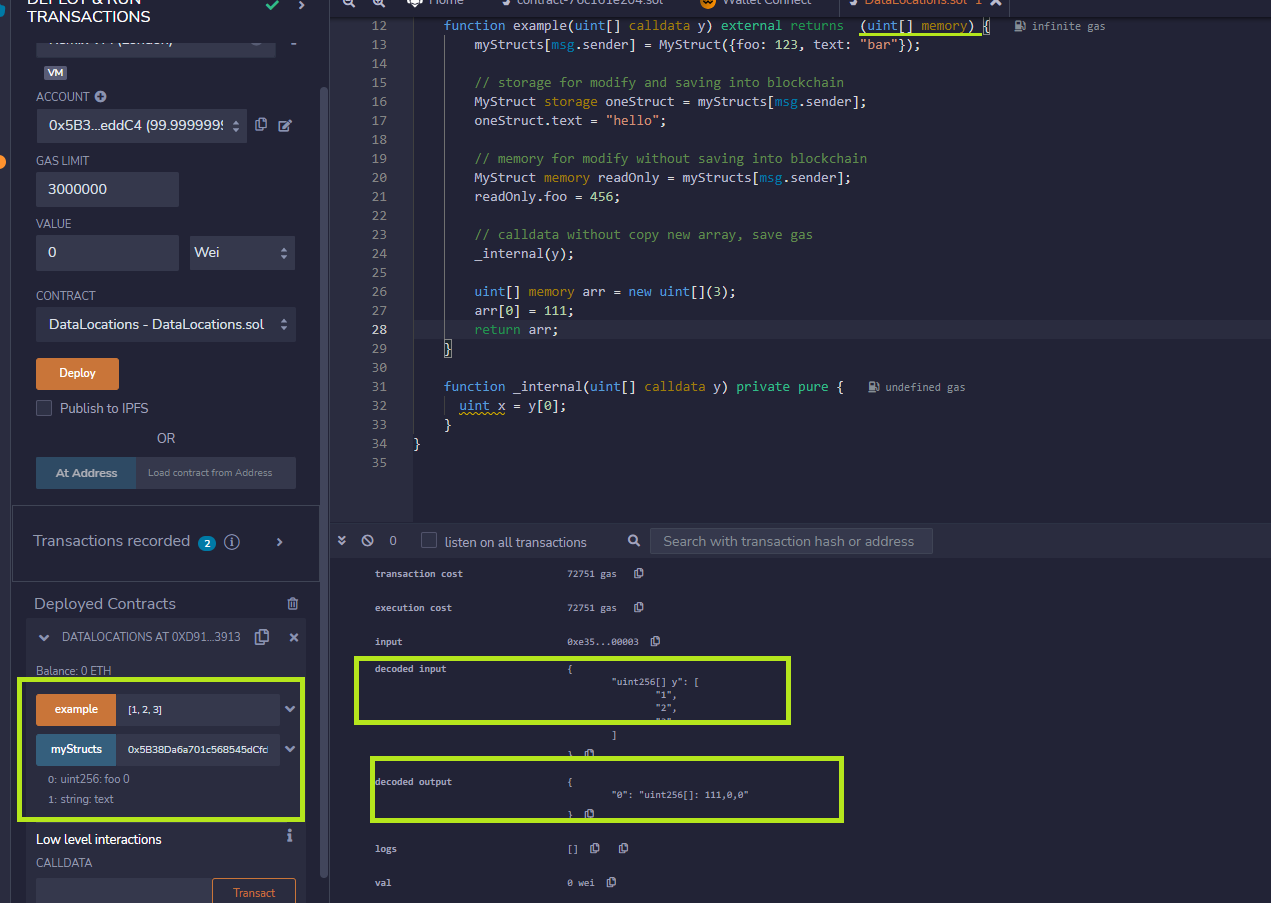 DEPLOY & RUN
TRANSACTIONS
VM
ACCOUNT
0x5B3...eddC4 (99.9999999
GAS LIMIT
3000000
VALUE
0
Wei
CONTRACT
DataLocations - DataLocations.sol
Deploy
Publish to IPFS
OR
At Address
Load contract from Address
Transactions recorded 2 i
Deployed Contracts
DATALOCATIONS AT 0XD91...3913
Balance: 0 ETH
example
[1, 2, 3]
myStructs
0x5B38Da6a701c568545dCfcl
0: uint256: foo 0
1: string: text
Low level interactions
i
CALLDATA
Transact
Home
Wallet Connect
DataLocations.sol 1
12 function example(uint[] calldata y) external returns (uint[] memory) { infinite gas
13 myStructs[msg.sender] = MyStruct({foo: 123, text: "bar"});
14
15 // storage for modify and saving into blockchain
16 MyStruct storage oneStruct = myStructs[msg.sender];
17 oneStruct.text = "hello";
18
19 // memory for modify without saving into blockchain
20 MyStruct memory readOnly = myStructs[msg.sender];
21 readOnly.foo = 456;
22
23 // calldata without copy new array, save gas
24 _internal(y);
25
26 uint[] memory arr = new uint[](3);
27 arr[0] = 111;
28 return arr;
29 }
30
31 function _internal(uint[] calldata y) private pure { undefined gas
32 uint x = y[0];
33 }
34 }
35
0
listen on all transactions
Search with transaction hash or address
transaction cost 72751 gas
execution cost 72751 gas
input 0xe35...00003
decoded input {
"uint256[] y": [
"1",
"2",
]
}
decoded output {
"0": "uint256[]: 111,0,0"
}
logs []
val 0 wei